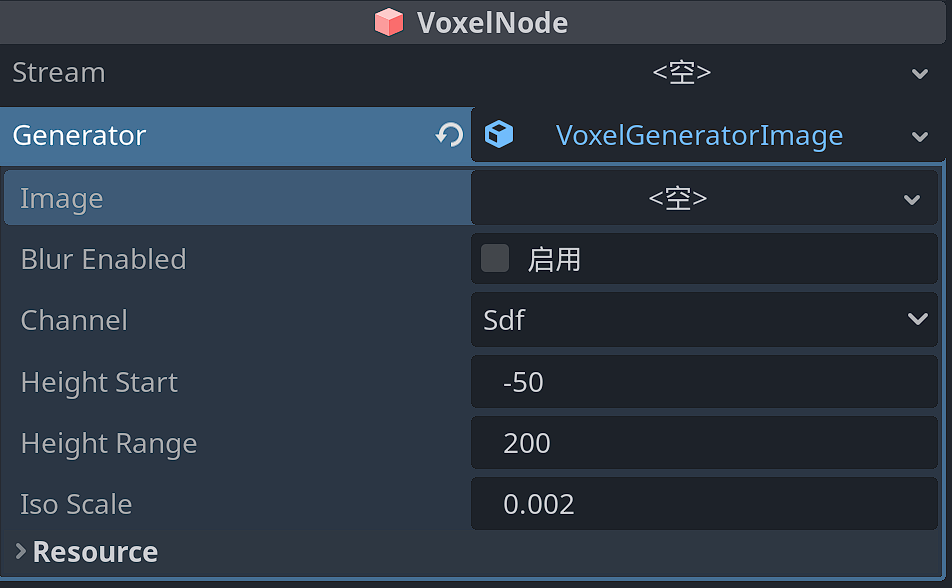 VoxelNode
Stream <空>
Generator VoxelGeneratorImage
Image <空>
Blur Enabled 启用
Channel Sdf
Height Start -50
Height Range 200
Iso Scale 0.002
Resource